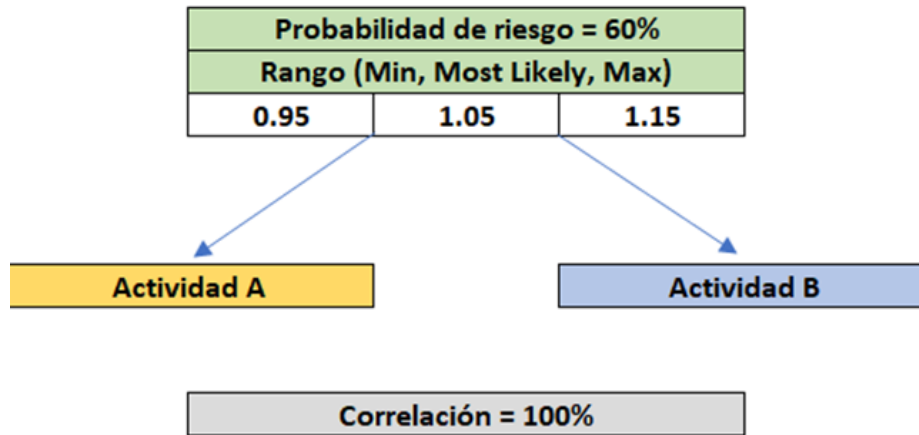 Probabilidad de riesgo = 60%
Rango (Min, Most Likely, Max)
0.95 1.05 1.15
Actividad A Actividad B
Correlación = 100%